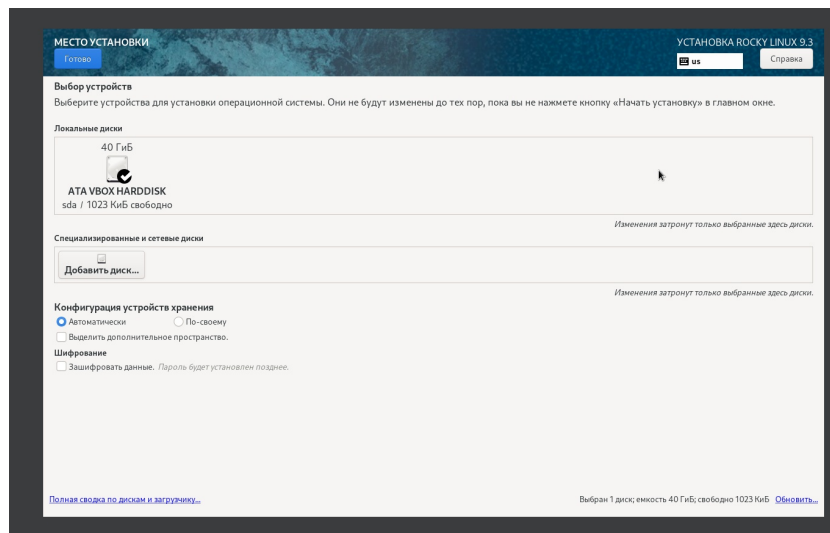 МЕСТО УСТАНОВКИ
УСТАНОВКА ROCKY LINUX 9.3
Готово
us
Справка
Выбор устройств
Выберите устройства для установки операционной системы. Они не будут изменены до тех пор, пока вы не нажмете кнопку «Начать установку» в главном окне.
Локальные диски
40 ГиБ
ATA VBOX HARDDISK
sda / 1023 КиБ свободно
Изменения затронут только выбранные здесь диски.
Специализированные и сетевые диски
Добавить диск...
Изменения затронут только выбранные здесь диски.
Конфигурация устройств хранения
Автоматически По-своему
Выделить дополнительное пространство.
Шифрование
Зашифровать данные. Пароль будет установлен позднее.
Полная сводка по дискам и загрузчику...
Выбран 1 диск; емкость 40 ГиБ; свободно 1023 КиБ Обновить...